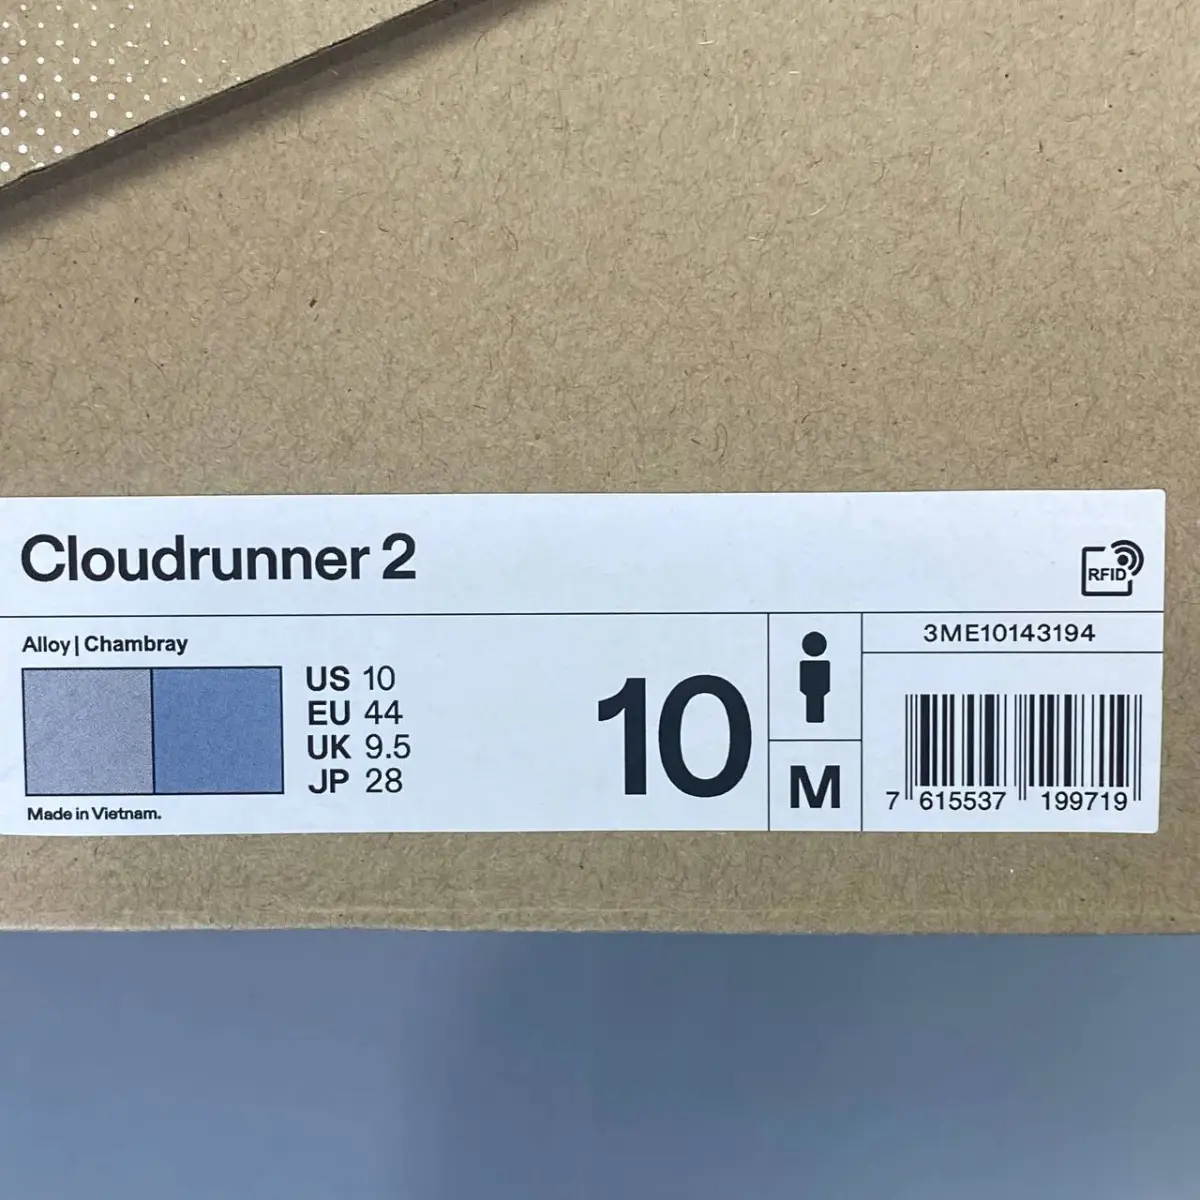 Cloudrunner 2
RFID
Alloy | Chambray
US 10
EU 44
UK 9.5
JP 28
Made in Vietnam.
10
M
3ME10143194
7 615537 199719